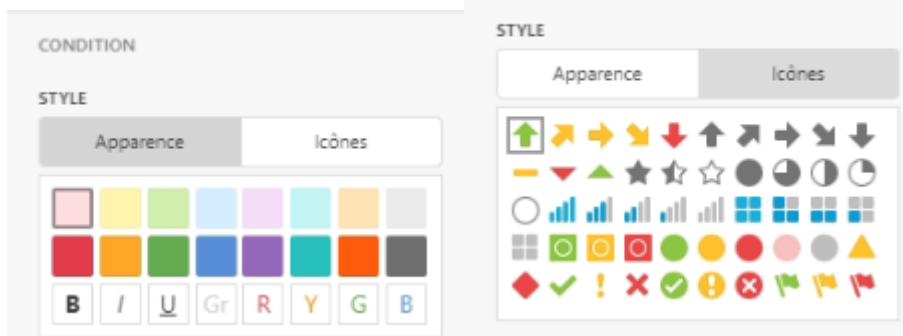 CONDITION
STYLE
Apparence Icônes
B I U Gr R Y G B
STYLE
Apparence Icônes